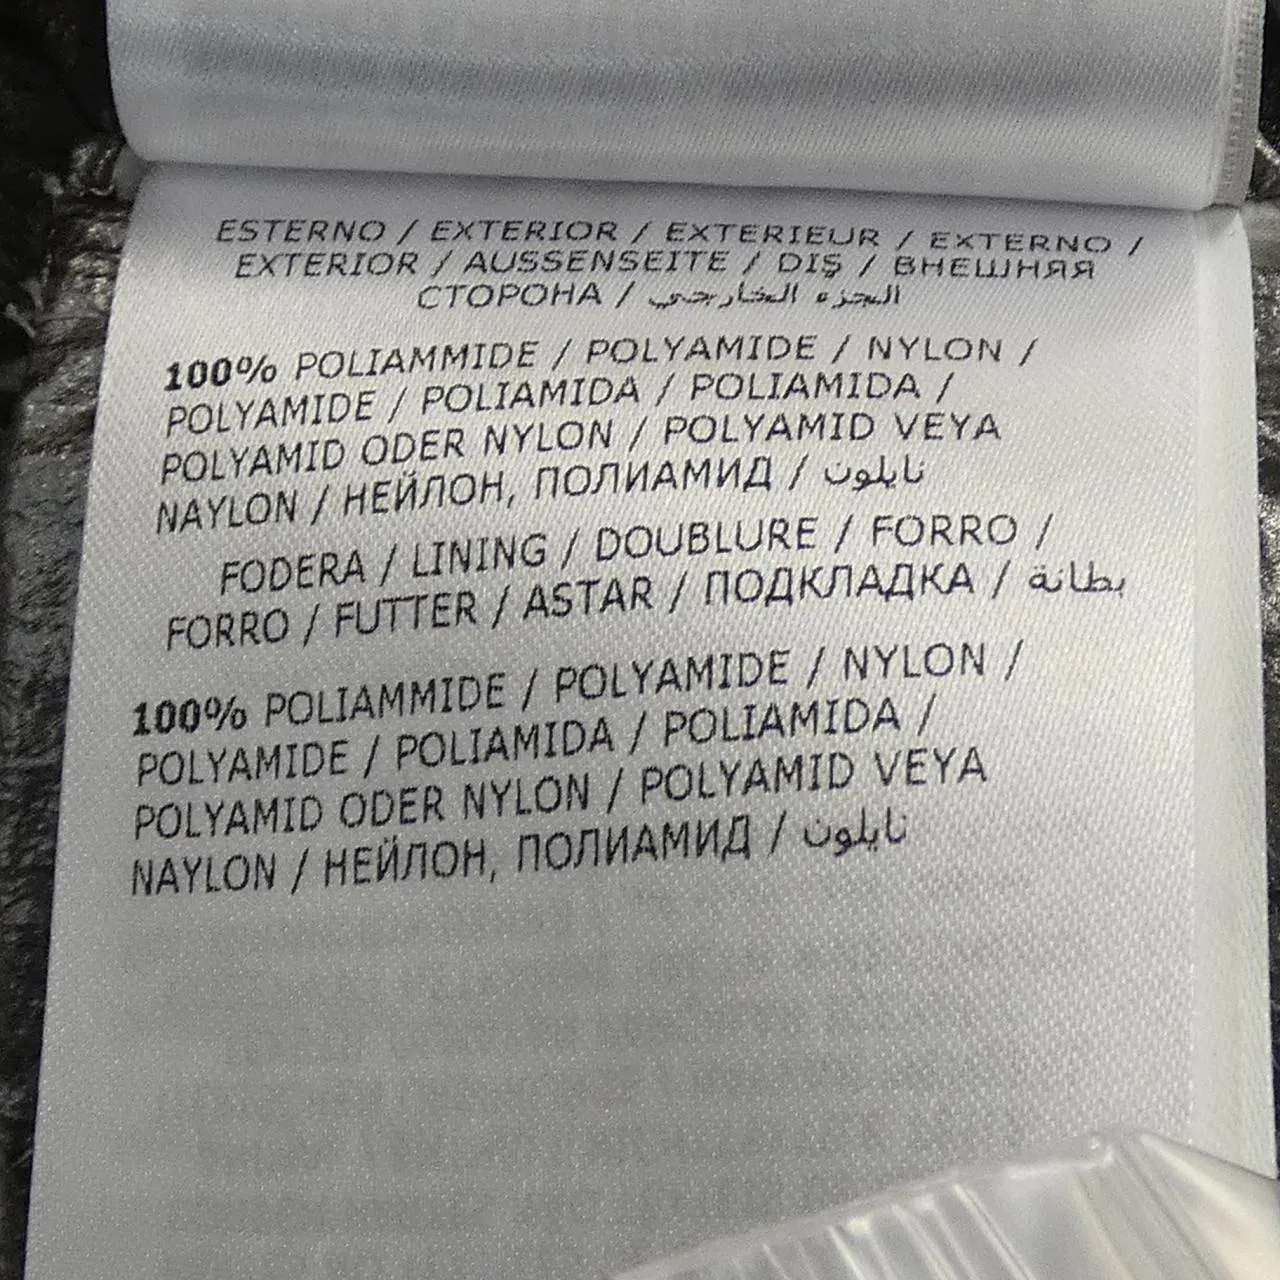 ESTERNO / EXTERIOR / EXTERIEUR / EXTERNO /
EXTERIOR / AUSSENSEITE / DIŞ / ВНЕШНЯЯ
СТОРОНА / الجزء الخارجي
100% POLIAMMIDE / POLYAMIDE / NYLON /
POLYAMIDE / POLIAMIDA / POLIAMIDA /
POLYAMID ODER NYLON / POLYAMID VEYA
NAYLON / НЕЙЛОН, ПОЛИАМИД / نايلون
FODERA / LINING / DOUBLURE / FORRO /
FORRO / FUTTER / ASTAR / ПОДКЛАДКА / بطانة
100% POLIAMMIDE / POLYAMIDE / NYLON /
POLYAMIDE / POLIAMIDA / POLIAMIDA /
POLYAMID ODER NYLON / POLYAMID VEYA
NAYLON / НЕЙЛОН, ПОЛИАМИД / نايلون